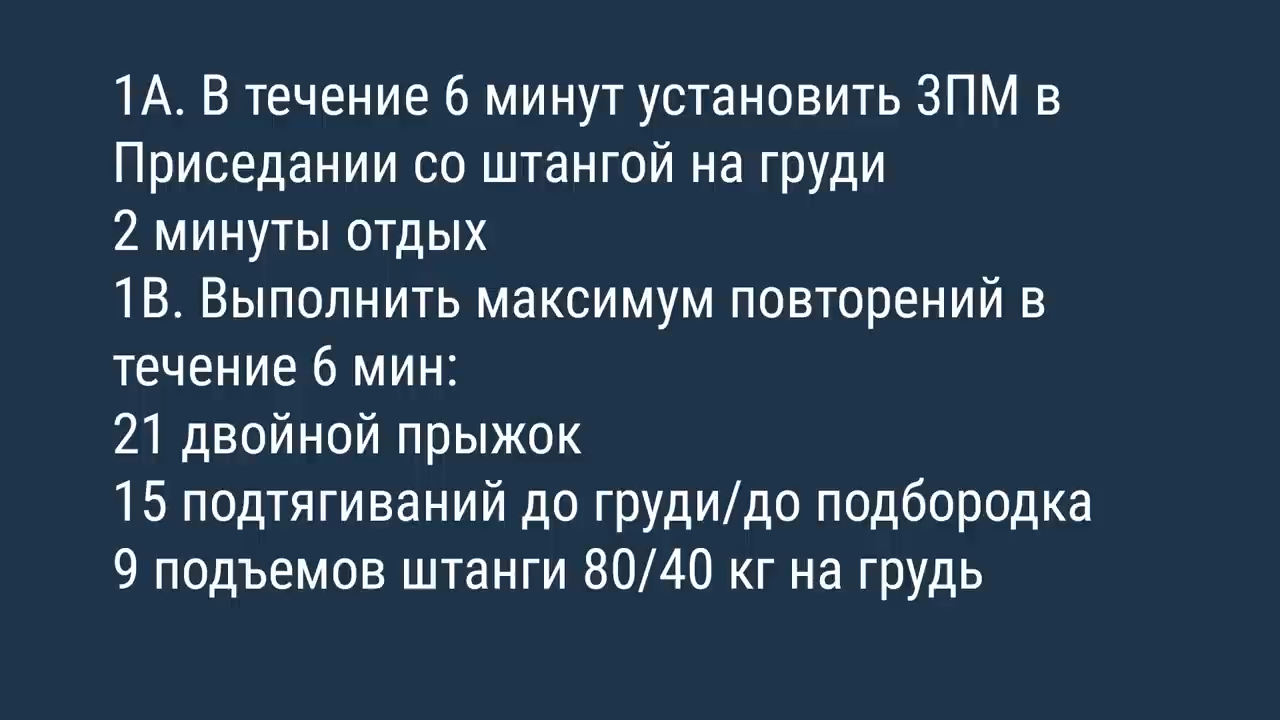 1А. В течение 6 минут установить 3ПМ в
Приседании со штангой на груди
2 минуты отдых
1В. Выполнить максимум повторений в
течение 6 мин:
21 двойной прыжок
15 подтягиваний до груди/до подбородка
9 подъемов штанги 80/40 кг на грудь